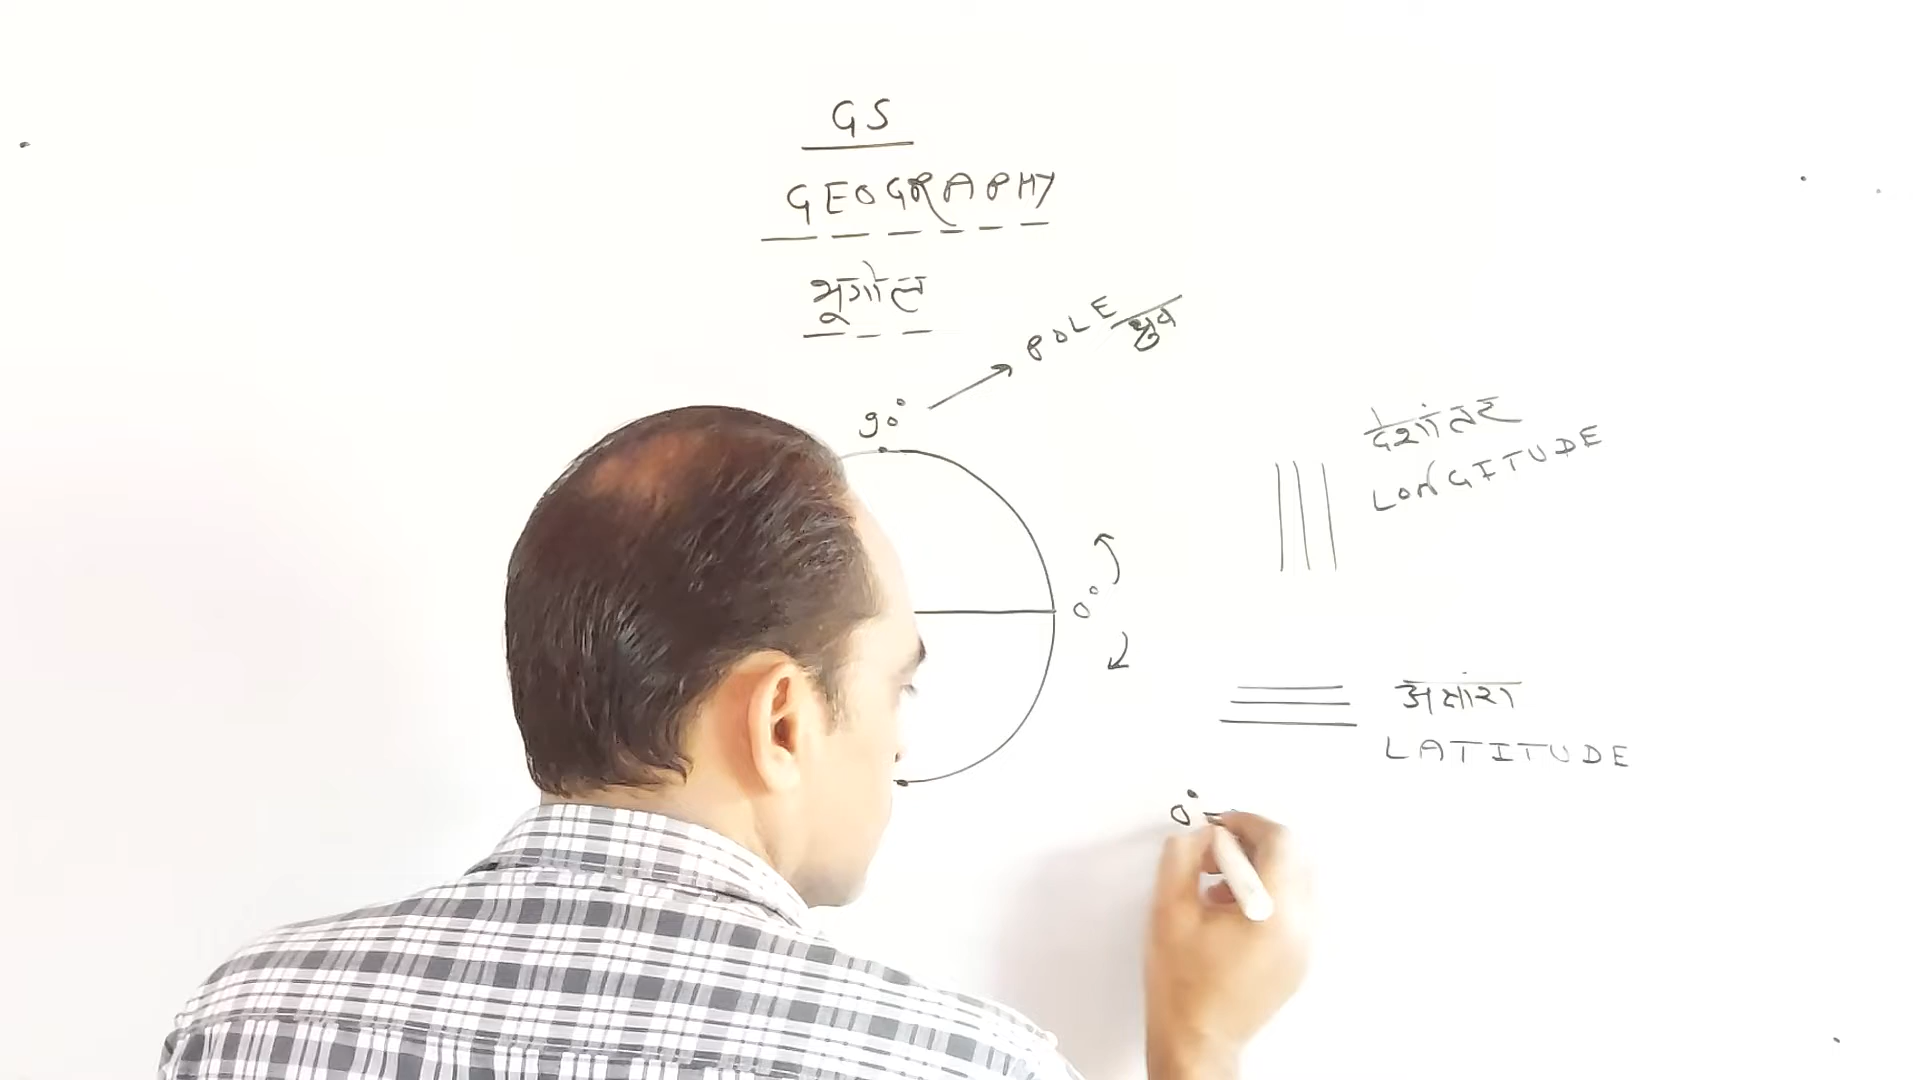 GS
GEOGRAPHY
भूगोल
POLE ध्रुव
90°
देशांतर
LONGITUDE
0°
अक्षांश
LATITUDE
0°-